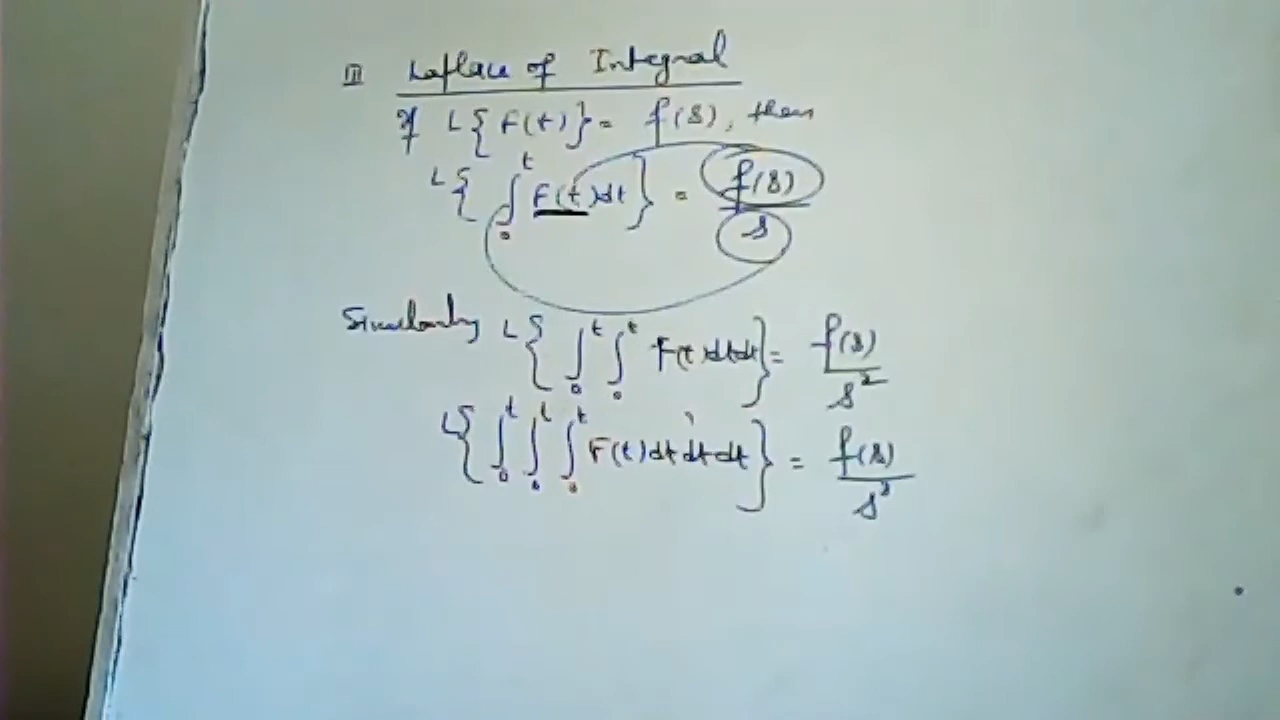 III Laplace of Integral
If L{F(t)} = f(s), then
L{∫₀ᵗ F(t)dt} = f(s)/s
Similarly L{∫₀ᵗ∫₀ᵗ F(t)dtdt} = f(s)/s²
L{∫₀ᵗ∫₀ᵗ∫₀ᵗ F(t)dtdtdt} = f(s)/s³